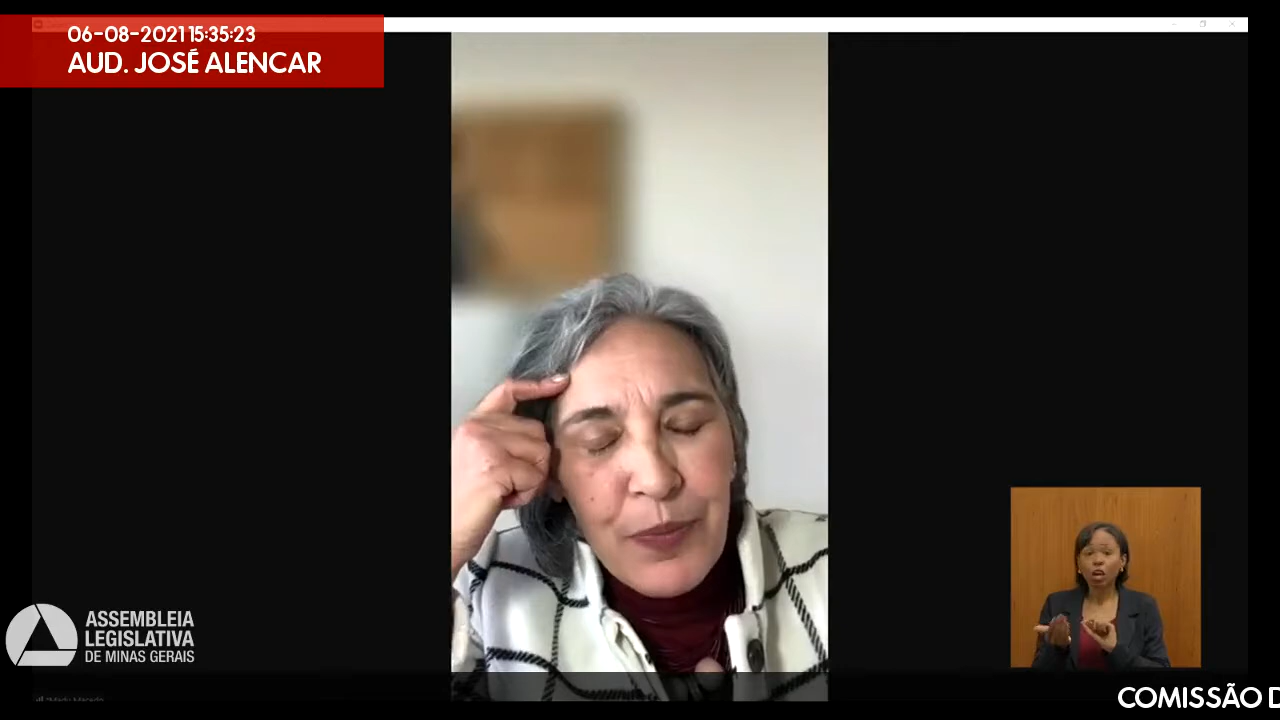 06-08-2021 15:35:23
AUD. JOSÉ ALENCAR
ASSEMBLEIA
LEGISLATIVA
DE MINAS GERAIS
COMISSÃO D